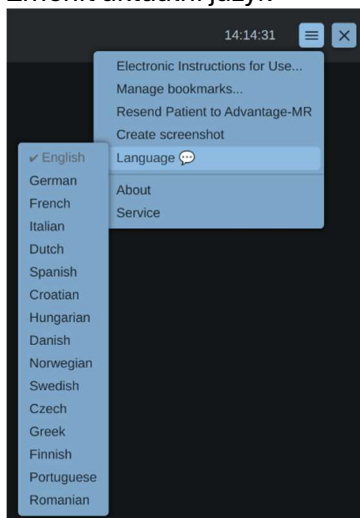 14:14:31
Electronic Instructions for Use...
Manage bookmarks...
Resend Patient to Advantage-MR
Create screenshot
Language 💬
About
Service
✔ English
German
French
Italian
Dutch
Spanish
Croatian
Hungarian
Danish
Norwegian
Swedish
Czech
Greek
Finnish
Portuguese
Romanian